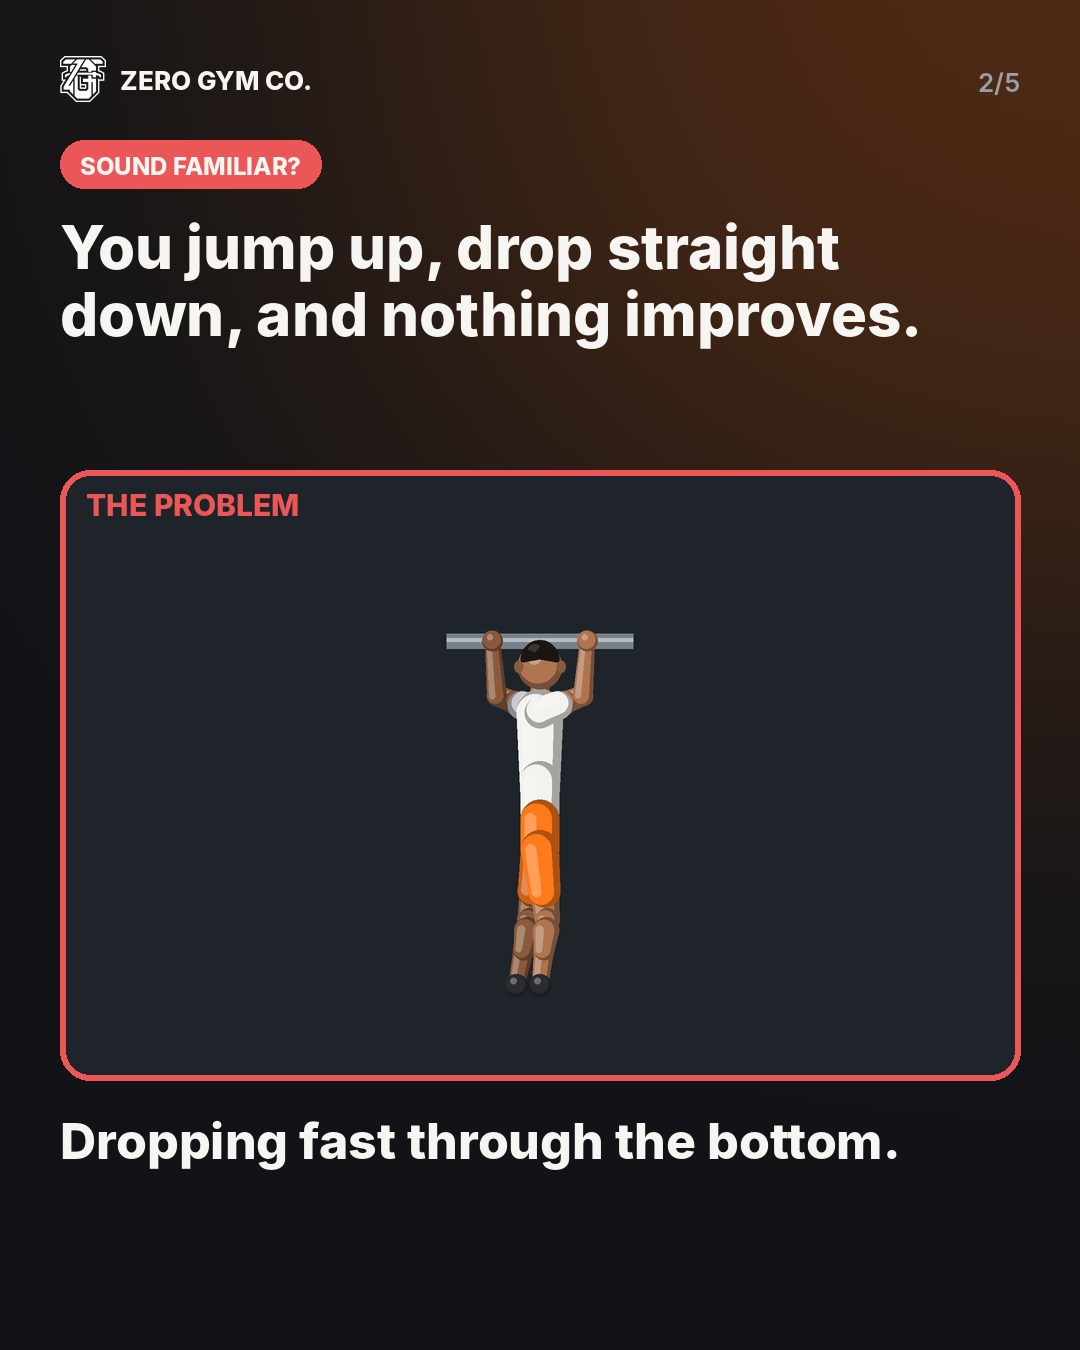 ZERO GYM CO.
2/5
SOUND FAMILIAR?
You jump up, drop straight
down, and nothing improves.
THE PROBLEM
Dropping fast through the bottom.